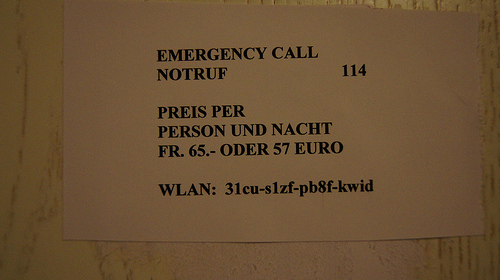 EMERGENCY CALL
NOTRUF 114
PREIS PER
PERSON UND NACHT
FR. 65.- ODER 57 EURO
WLAN: 31cu-s1zf-pb8f-kwid